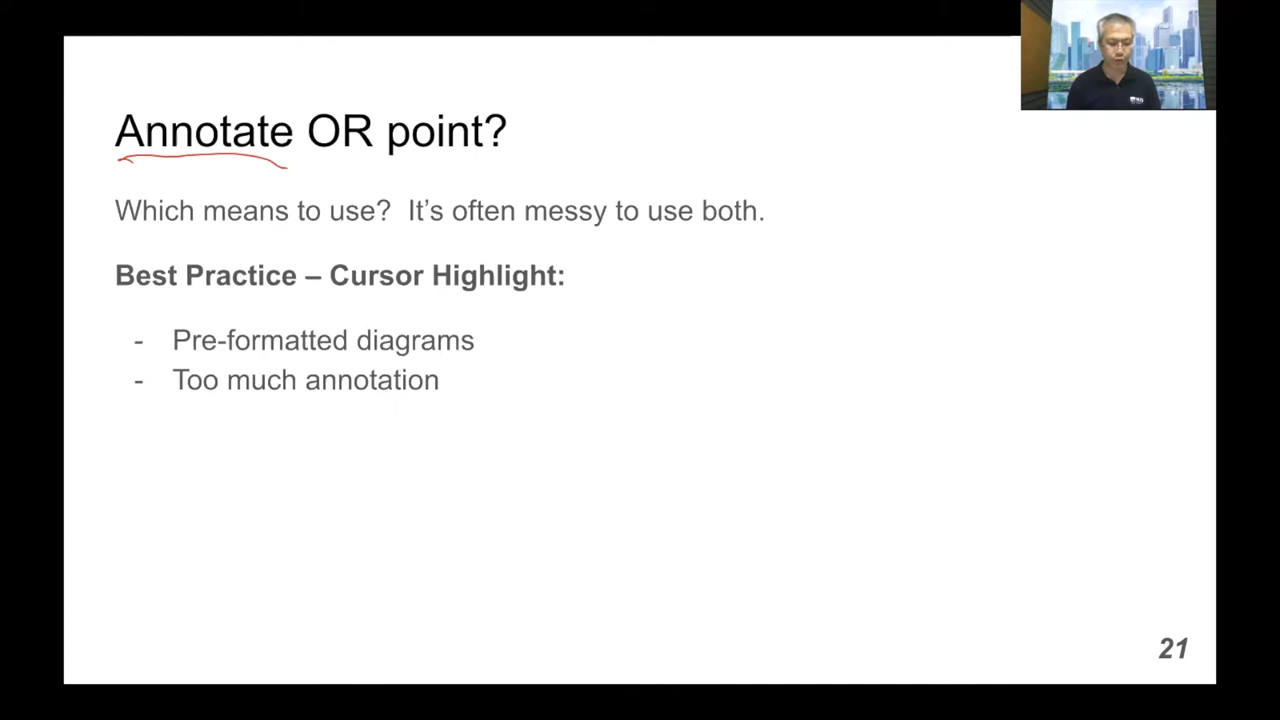 Annotate OR point?
Which means to use?  It’s often messy to use both.
Best Practice – Cursor Highlight:
- Pre-formatted diagrams
- Too much annotation
21